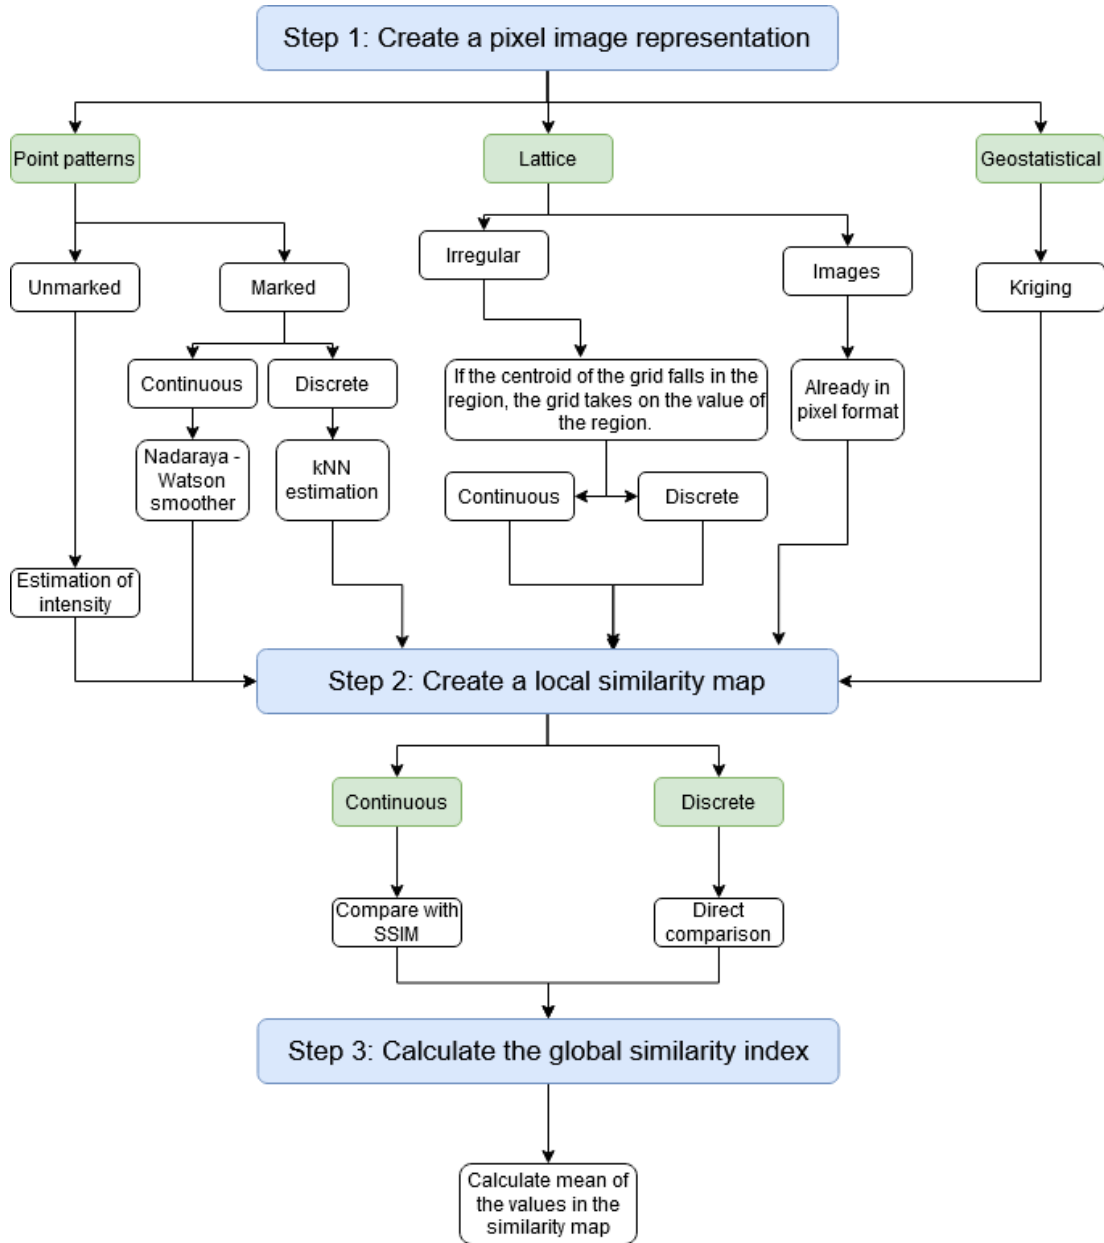 Step 1: Create a pixel image representation
Point patterns
Lattice
Geostatistical
Irregular
Images
Unmarked
Marked
Kriging
Continuous
Discrete
If the centroid of the grid falls in the
region, the grid takes on the value of
the region.
Already in
pixel format
Nadaraya -
Watson
smoother
kNN
estimation
Continuous
Discrete
Estimation of
intensity
Step 2: Create a local similarity map
Continuous
Discrete
Compare with
SSIM
Direct
comparison
Step 3: Calculate the global similarity index
Calculate mean of
the values in the
similarity map